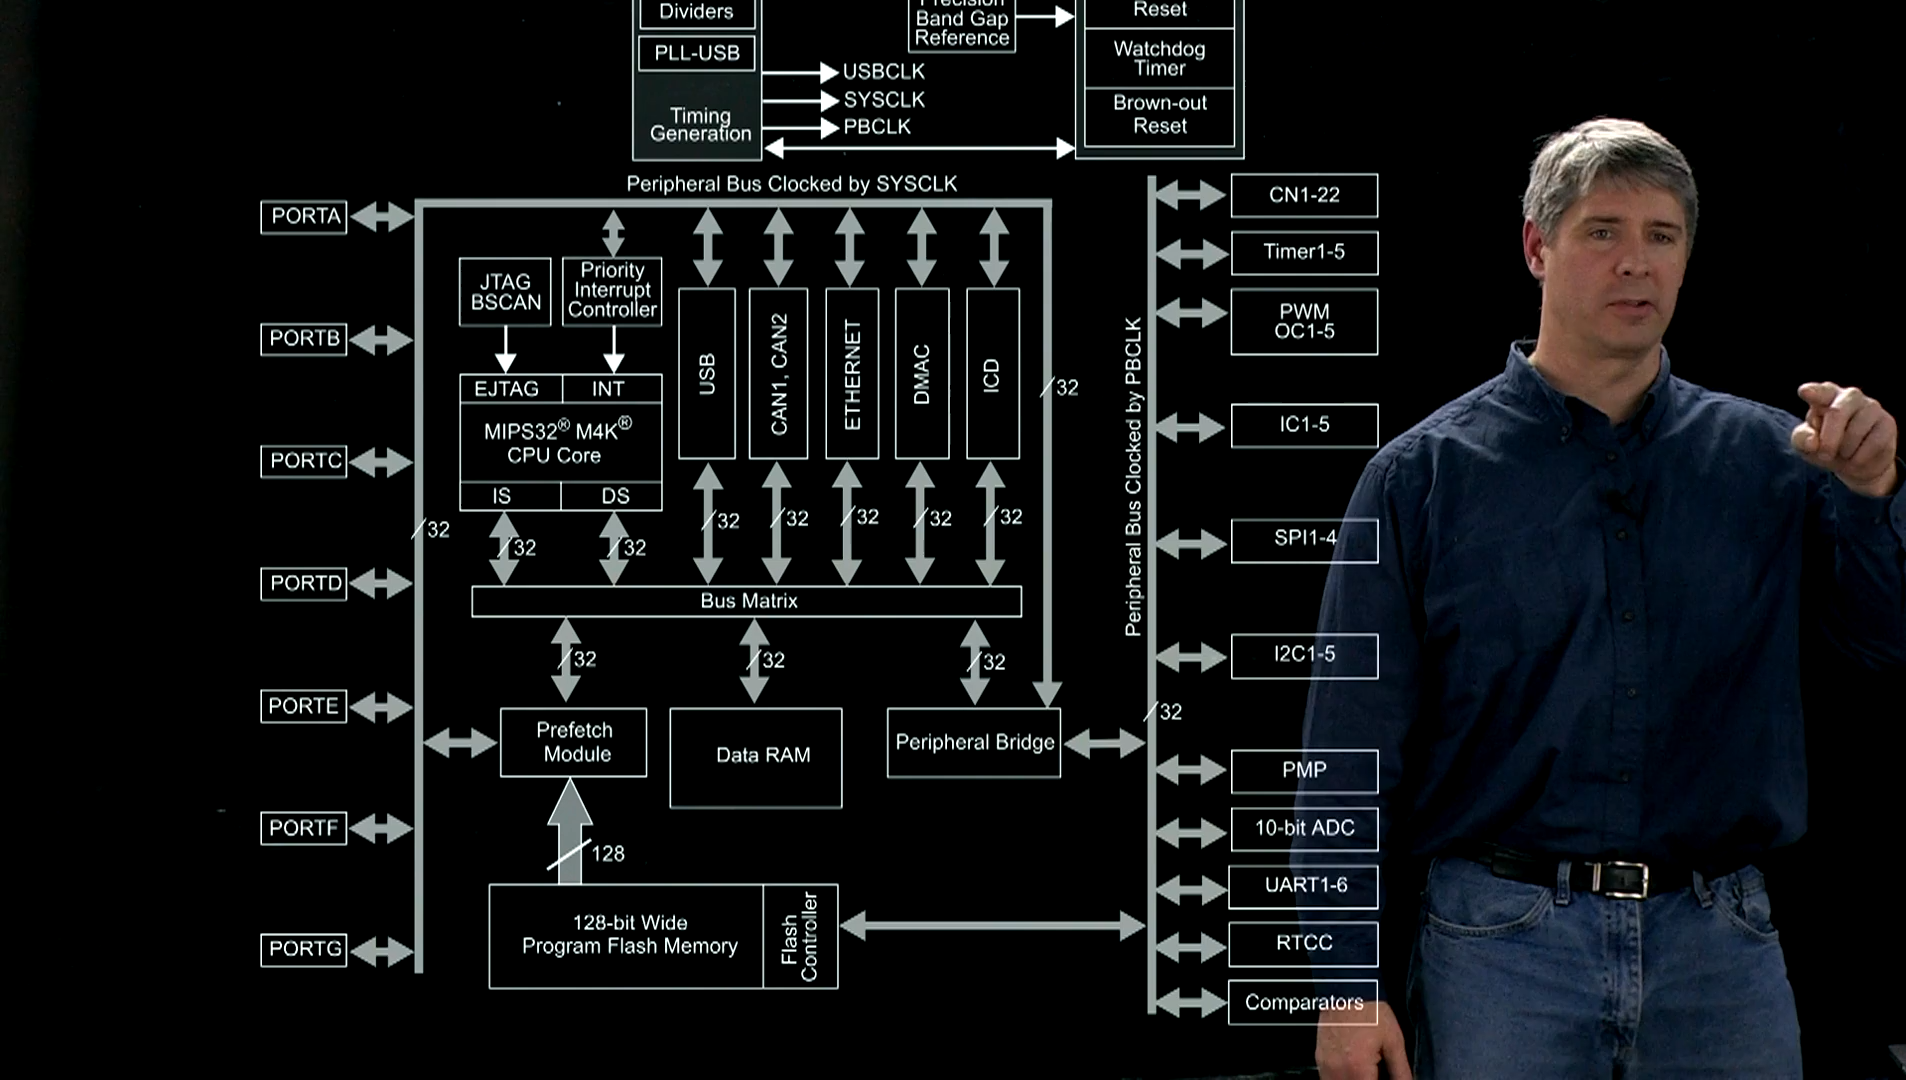 Dividers
PLL-USB
Timing
Generation
USBCLK
SYSCLK
PBCLK
Precision
Band Gap
Reference
Reset
Watchdog
Timer
Brown-out
Reset
Peripheral Bus Clocked by SYSCLK
PORTA
PORTB
PORTC
PORTD
PORTE
PORTF
PORTG
/32
JTAG
BSCAN
Priority
Interrupt
Controller
EJTAG
INT
MIPS32® M4K®
CPU Core
IS
DS
USB
CAN1, CAN2
ETHERNET
DMAC
ICD
/32
/32
/32
/32
/32
/32
/32
/32
Bus Matrix
/32
/32
/32
Prefetch
Module
Data RAM
Peripheral Bridge
128
128-bit Wide
Program Flash Memory
Flash
Controller
Peripheral Bus Clocked by PBCLK
/32
CN1-22
Timer1-5
PWM
OC1-5
IC1-5
SPI1-4
I2C1-5
PMP
10-bit ADC
UART1-6
RTCC
Comparators